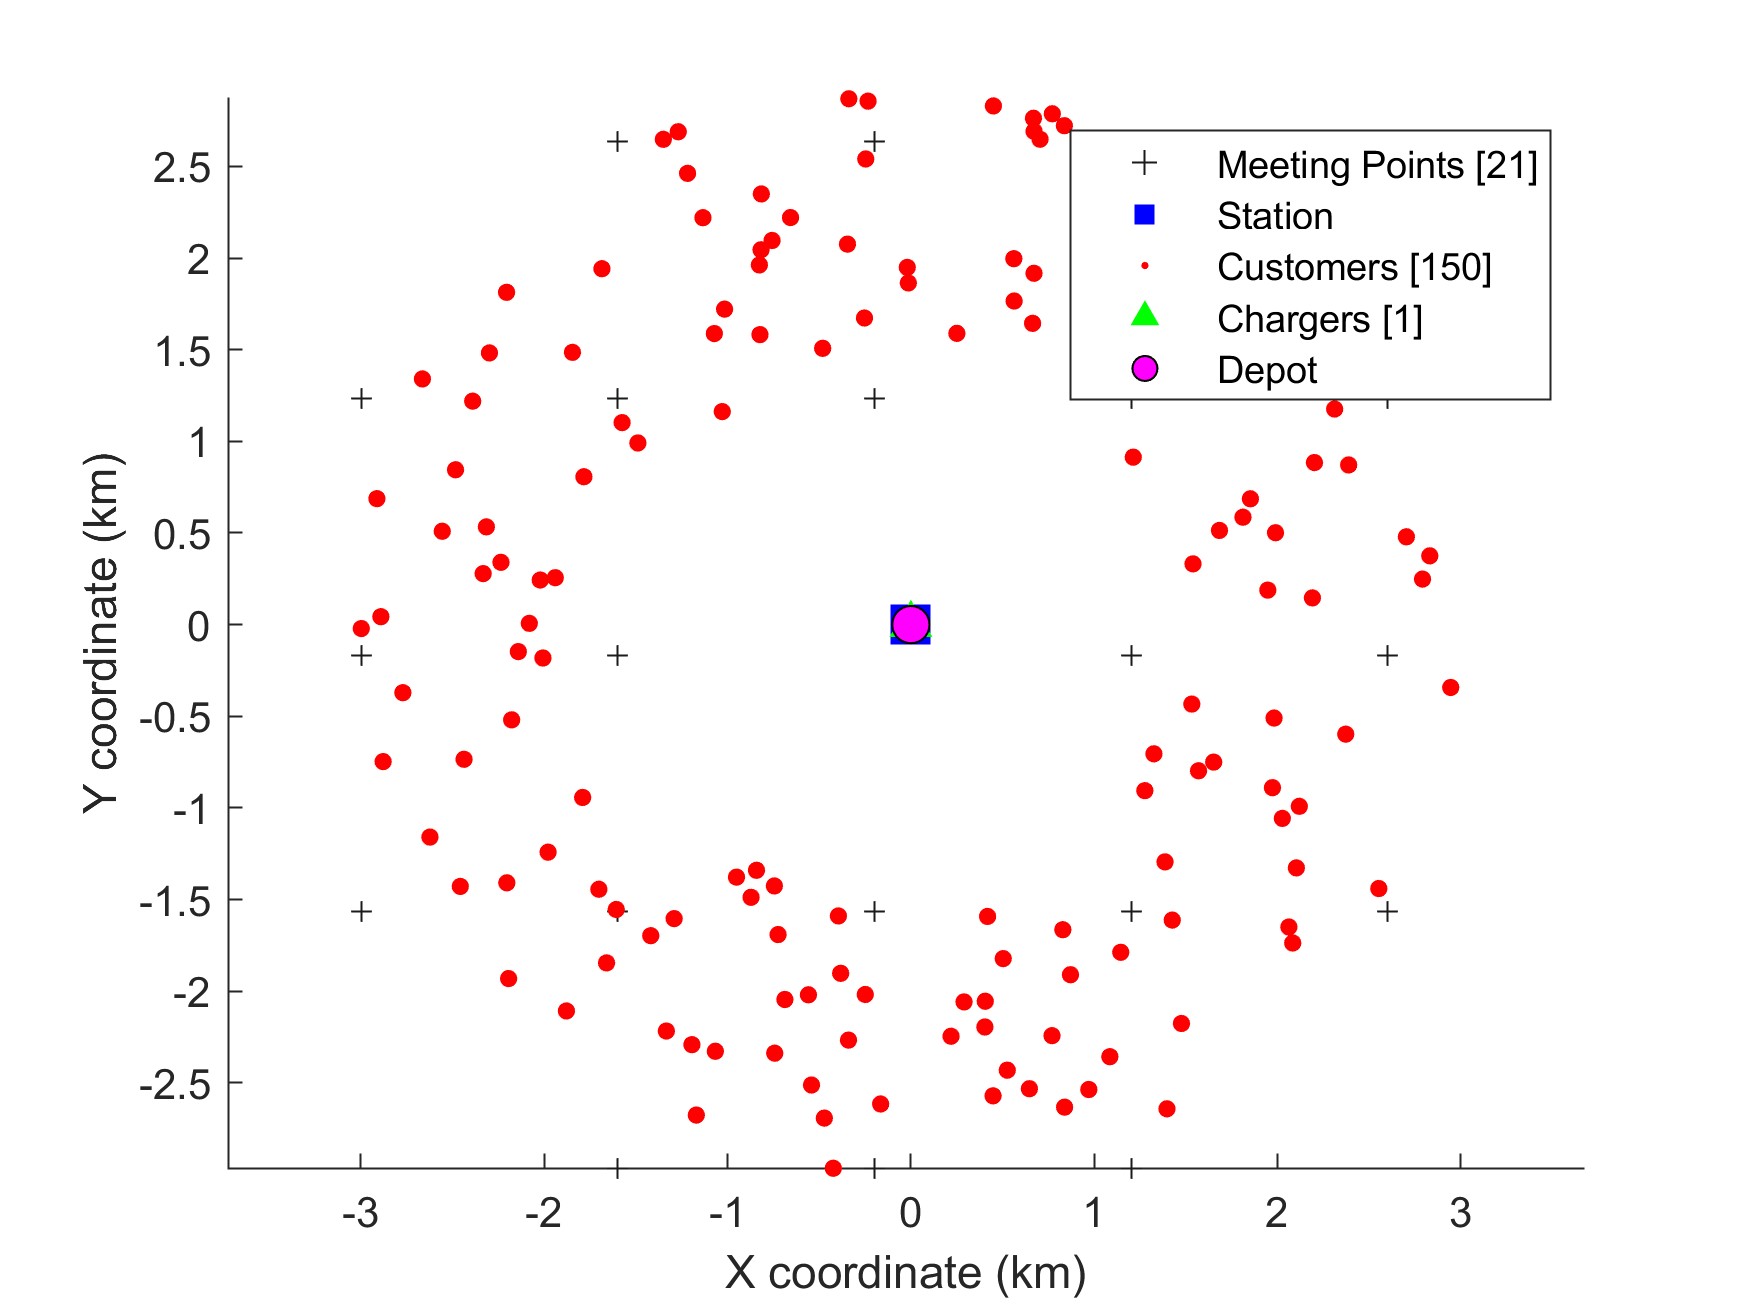 2.5
2
1.5
1
0.5
0
-0.5
-1
-1.5
-2
-2.5
Y coordinate (km)
Meeting Points [21]
Station
Customers [150]
Chargers [1]
Depot
-3 -2 -1 0 1 2 3
X coordinate (km)